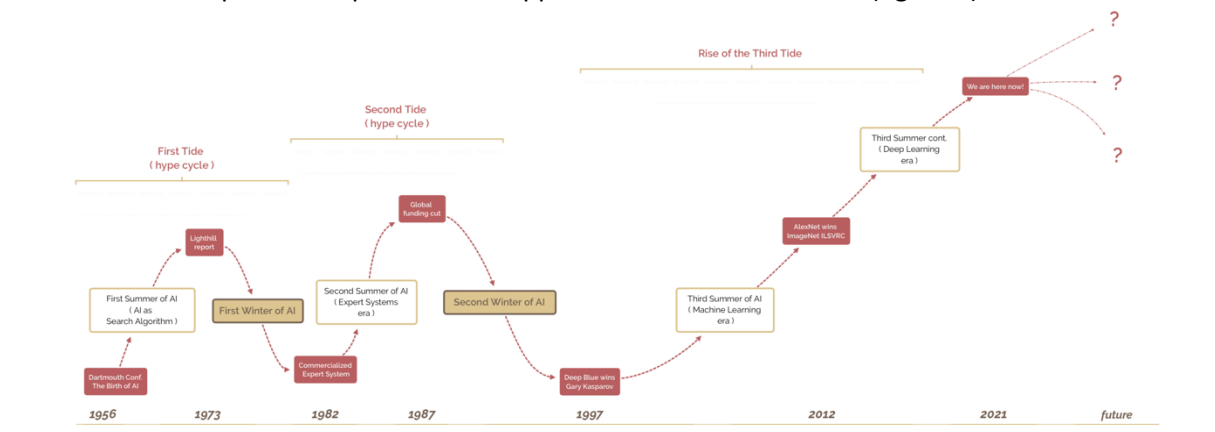 ?
Rise of the Third Tide
?
We are here now!
Second Tide
( hype cycle )
Third Summer cont.
( Deep Learning
era )
First Tide
( hype cycle )
?
Global
funding cut
AlexNet wins
ImageNet ILSVRC
Lighthill
report
First Summer of AI
( AI as
Search Algorithm )
First Winter of AI
Second Summer of AI
( Expert Systems
era )
Second Winter of AI
Third Summer of AI
( Machine Learning
era )
Dartmouth Conf.
The Birth of AI
Commercialized
Expert System
Deep Blue wins
Gary Kasparov
1956 1973 1982 1987 1997 2012 2021 future